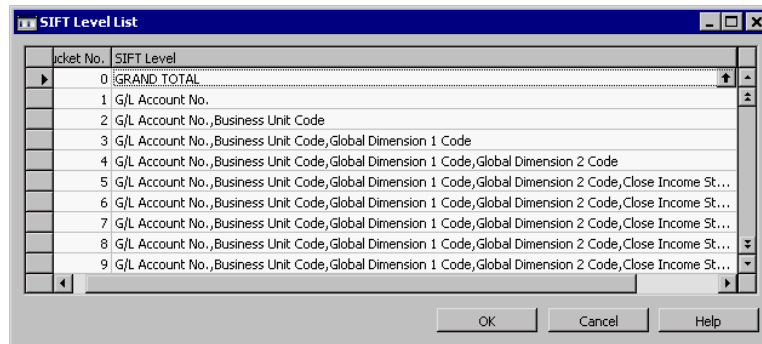 SIFT Level List
ucket No. SIFT Level
0 GRAND TOTAL
1 G/L Account No.
2 G/L Account No.,Business Unit Code
3 G/L Account No.,Business Unit Code,Global Dimension 1 Code
4 G/L Account No.,Business Unit Code,Global Dimension 1 Code,Global Dimension 2 Code
5 G/L Account No.,Business Unit Code,Global Dimension 1 Code,Global Dimension 2 Code,Close Income St...
6 G/L Account No.,Business Unit Code,Global Dimension 1 Code,Global Dimension 2 Code,Close Income St...
7 G/L Account No.,Business Unit Code,Global Dimension 1 Code,Global Dimension 2 Code,Close Income St...
8 G/L Account No.,Business Unit Code,Global Dimension 1 Code,Global Dimension 2 Code,Close Income St...
9 G/L Account No.,Business Unit Code,Global Dimension 1 Code,Global Dimension 2 Code,Close Income St...
OK Cancel Help